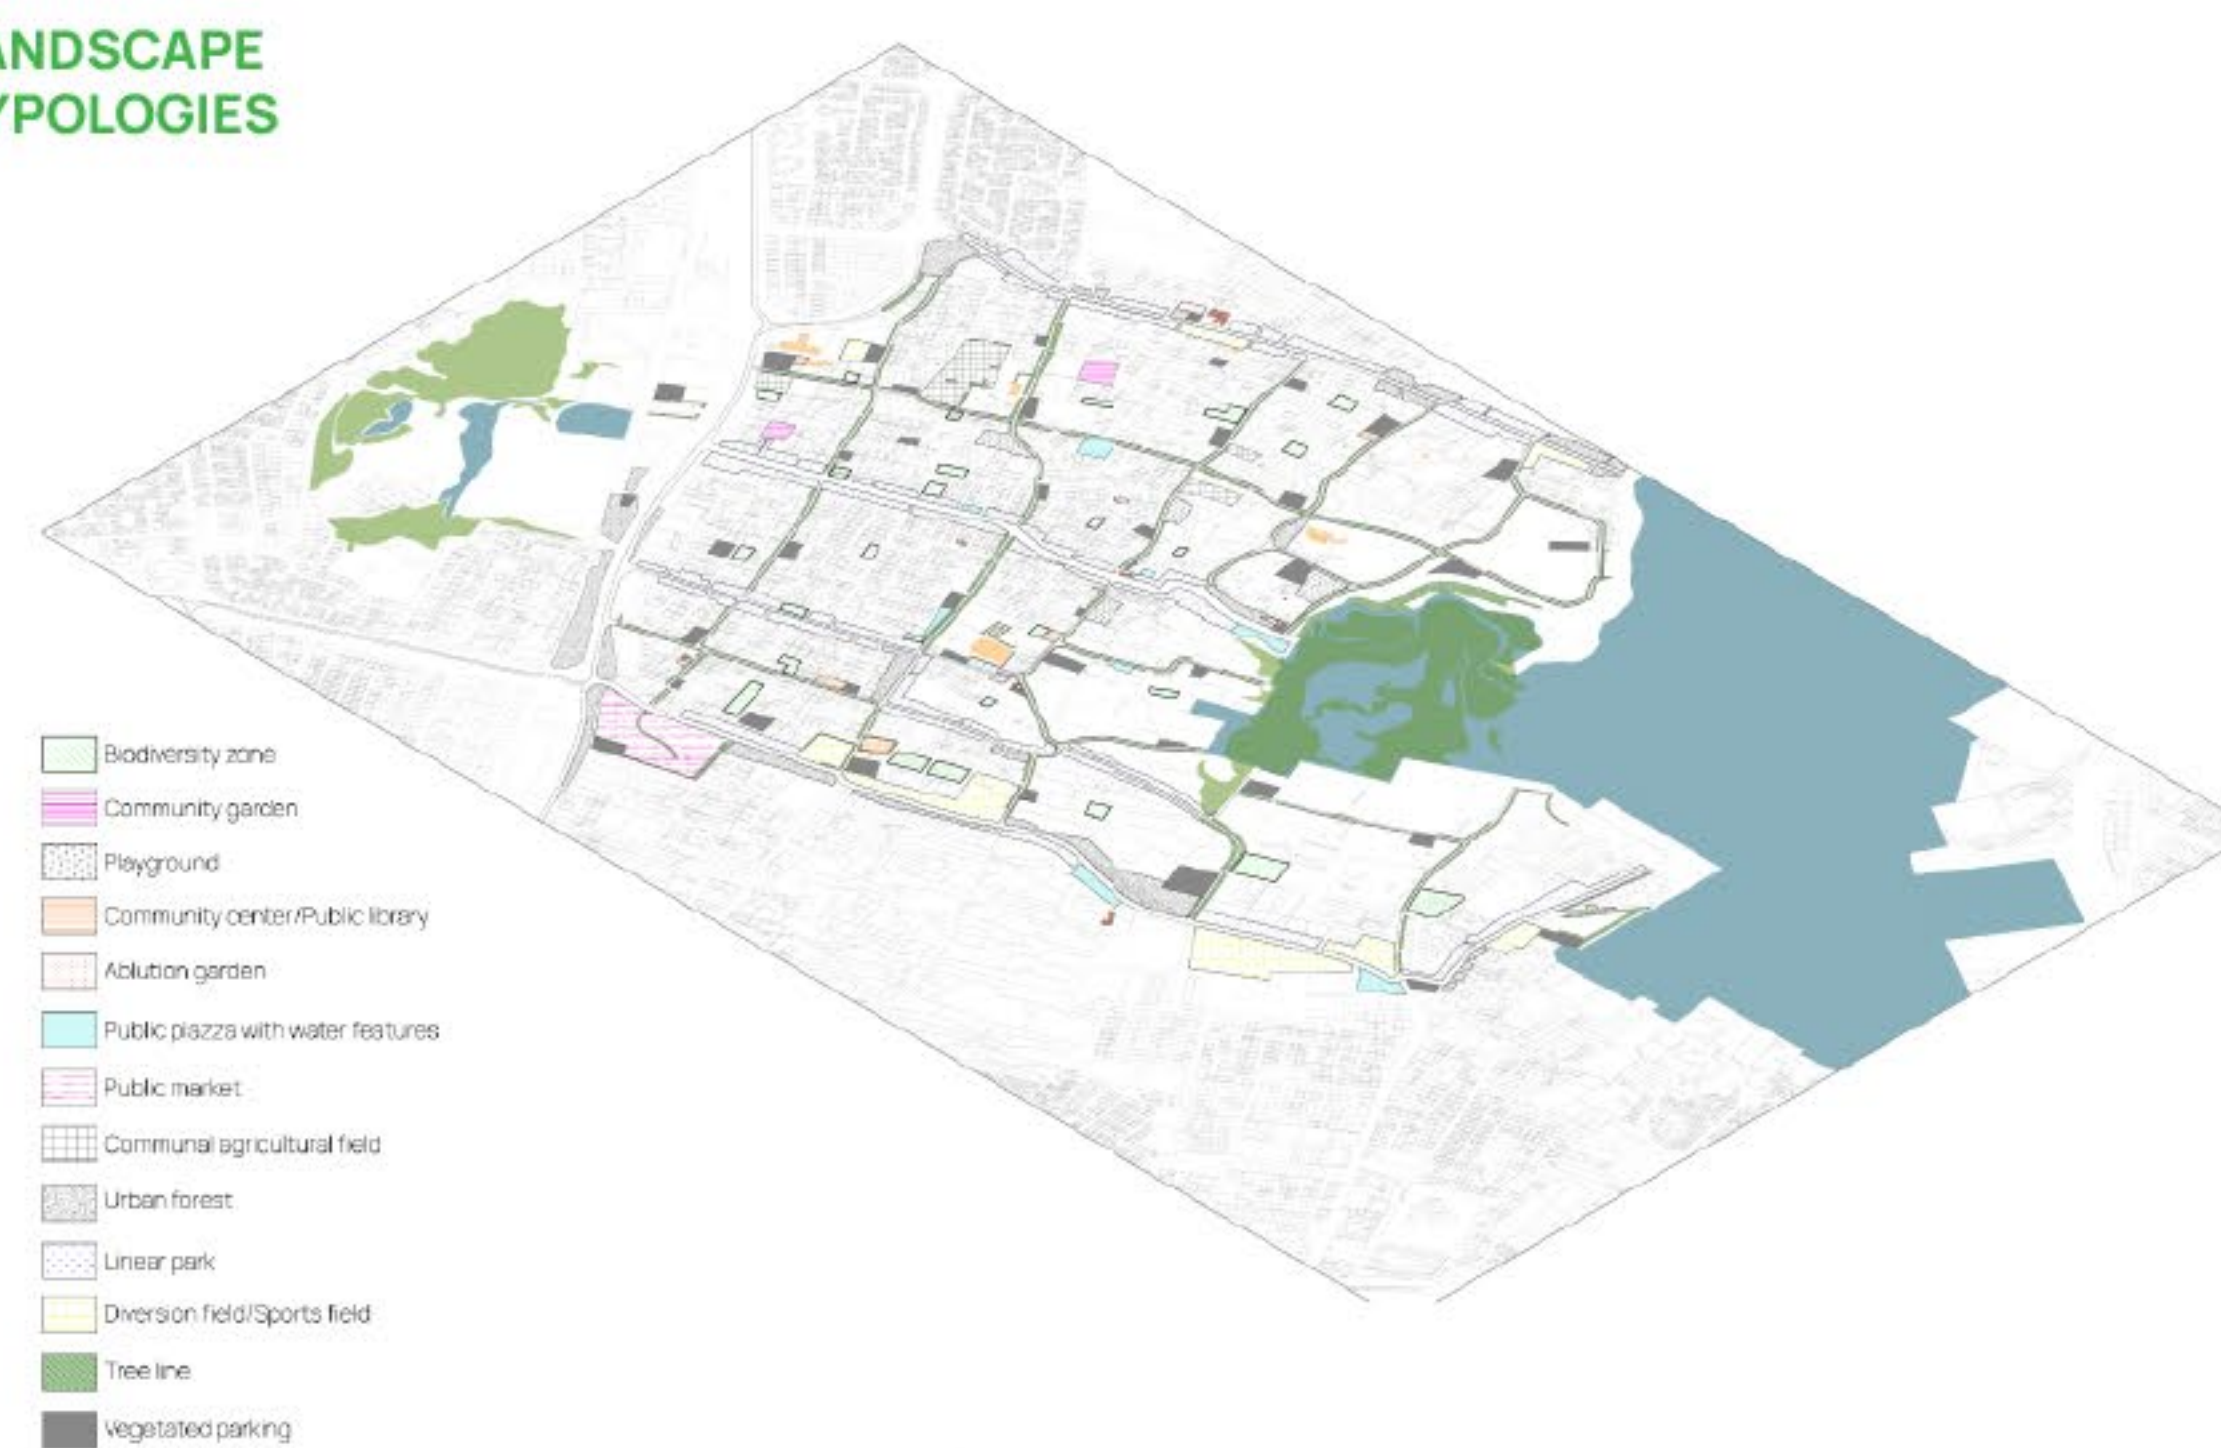 ANDSCAPE
YPOLOGIES
Biodiversity zone
Community garden
Playground
Community center/Public library
Ablution garden
Public piazza with water features
Public market
Communal agricultural field
Urban forest
Linear park
Diversion field/Sports field
Tree line
Vegetated parking